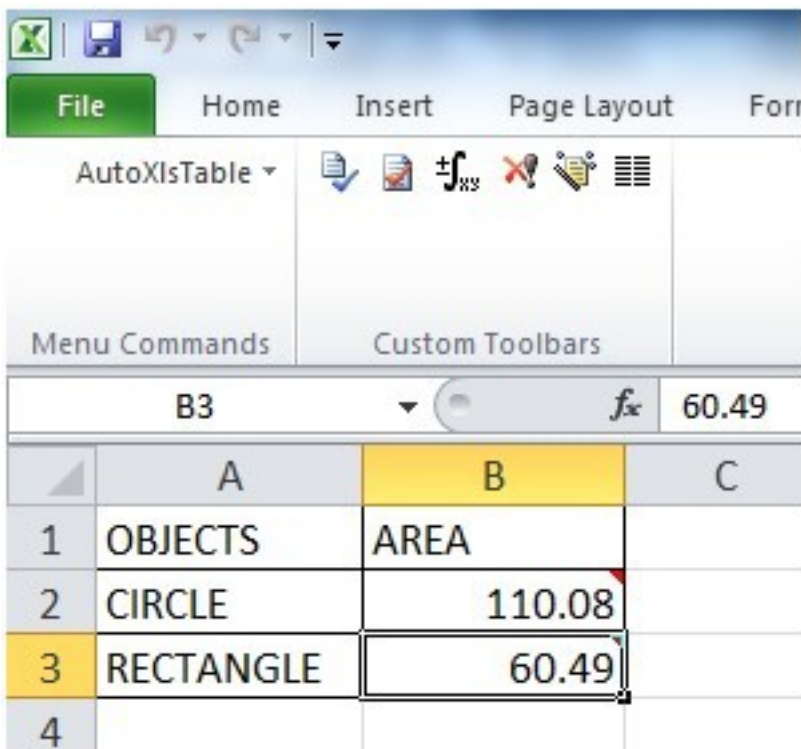 File Home Insert Page Layout Forr
AutoXlsTable
Menu Commands Custom Toolbars
B3 fx 60.49
A B C
1 OBJECTS AREA
2 CIRCLE 110.08
3 RECTANGLE 60.49
4